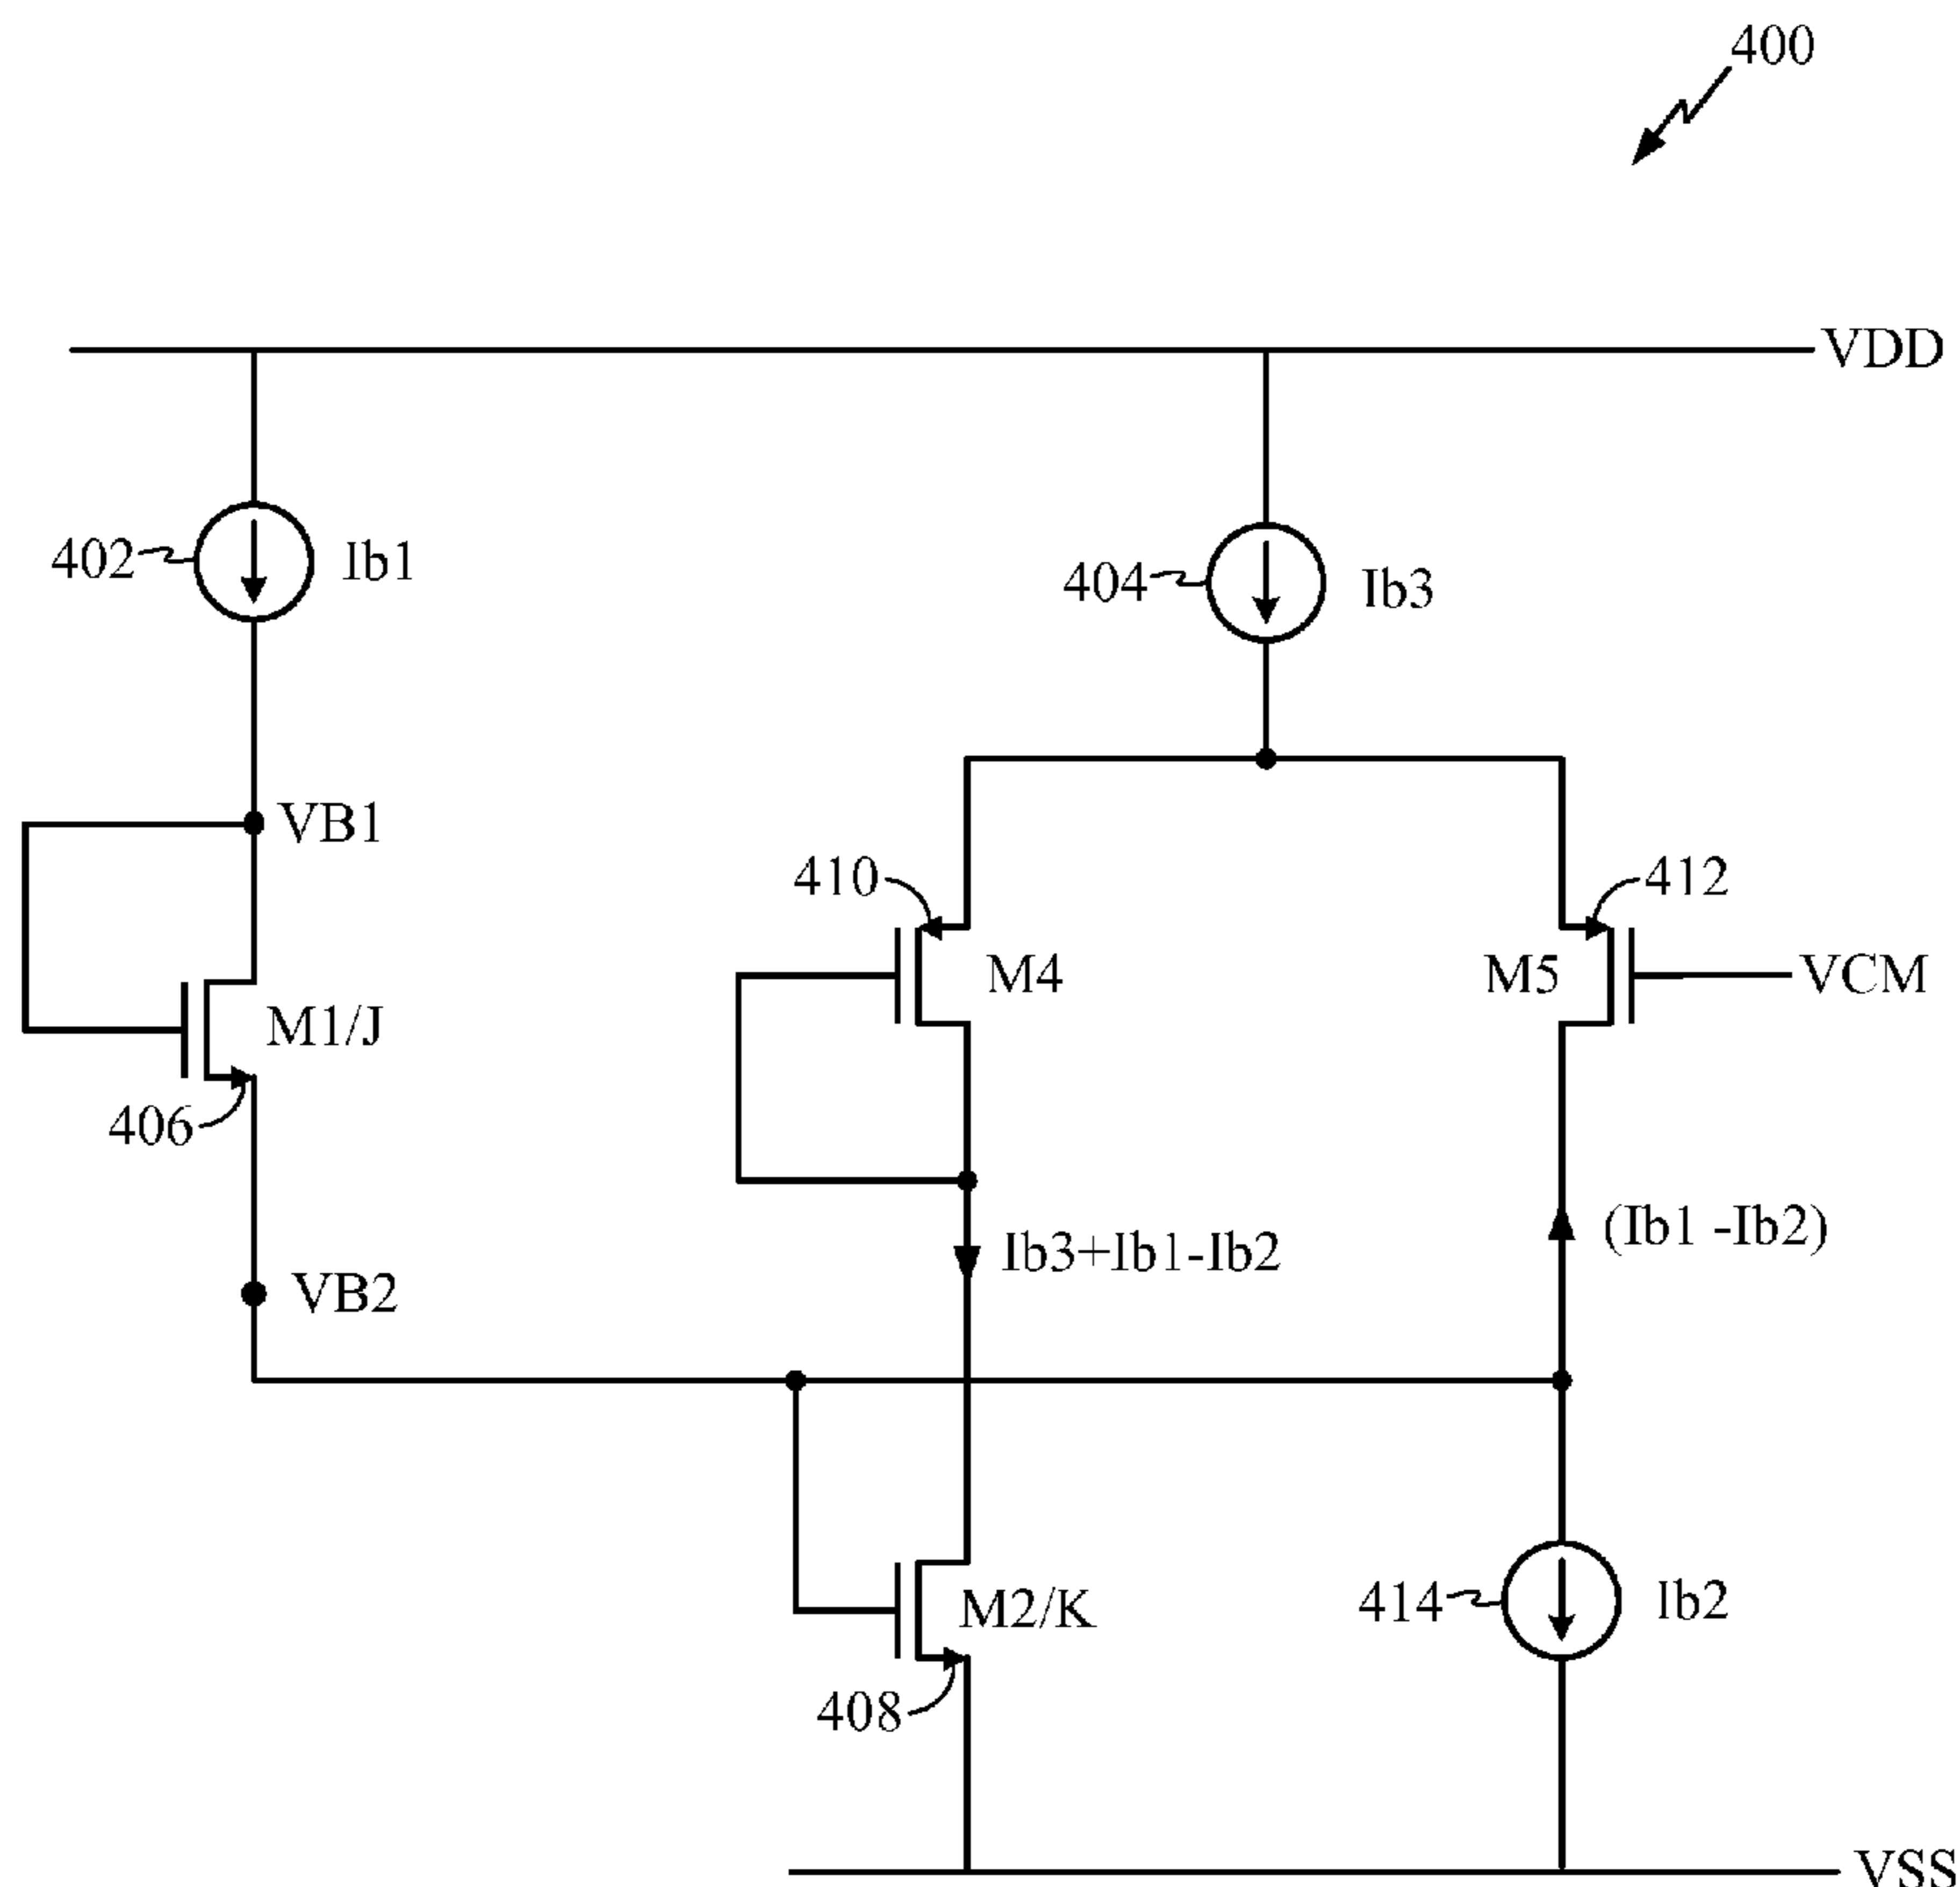 400
VDD
402
Ib1
404
Ib3
VB1
410
412
M4
M5
VCM
M1/J
406
Ib3+Ib1-Ib2
(Ib1 -Ib2)
VB2
M2/K
414
Ib2
408
VSS